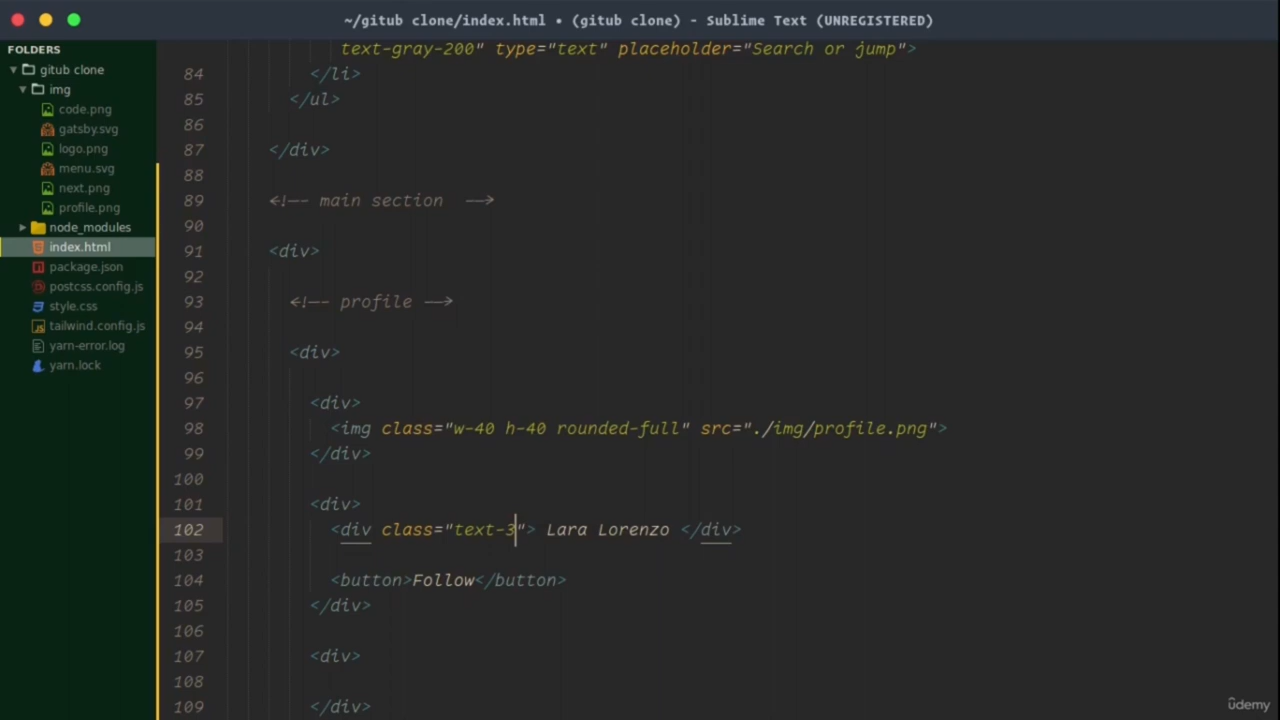 ~/gitub clone/index.html • (gitub clone) - Sublime Text (UNREGISTERED)
FOLDERS
gitub clone
img
code.png
gatsby.svg
logo.png
menu.svg
next.png
profile.png
node_modules
index.html
package.json
postcss.config.js
style.css
tailwind.config.js
yarn-error.log
yarn.lock
text-gray-200" type="text" placeholder="Search or jump">
84 </li>
85 </ul>
86
87 </div>
88
89 <!-- main section -->
90
91 <div>
92
93 <!-- profile -->
94
95 <div>
96
97 <div>
98 <img class="w-40 h-40 rounded-full" src="./img/profile.png">
99 </div>
100
101 <div>
102 <div class="text-3"> Lara Lorenzo </div>
103
104 <button>Follow</button>
105 </div>
106
107 <div>
108
109 </div>
ûdemy